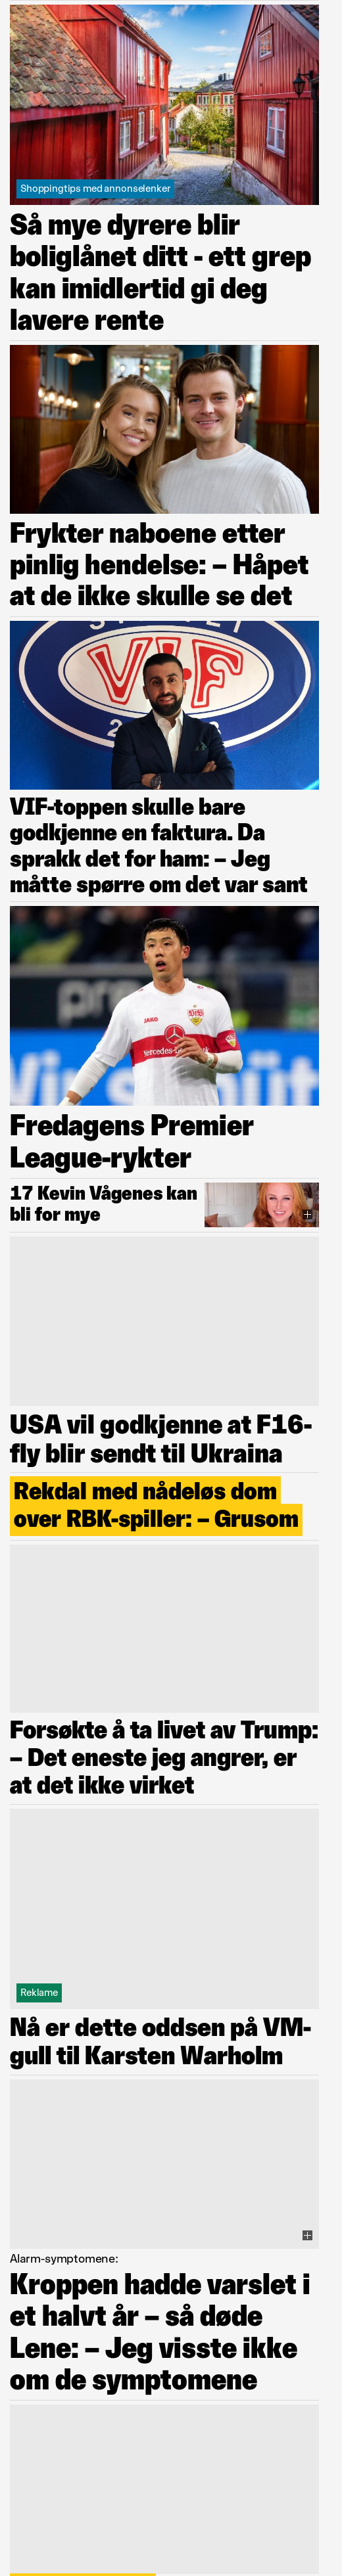 Shoppingtips med annonselenker
Så mye dyrere blir
boliglånet ditt - ett grep
kan imidlertid gi deg
lavere rente
Frykter naboene etter
pinlig hendelse: – Håpet
at de ikke skulle se det
VIF
VIF-toppen skulle bare
godkjenne en faktura. Da
sprakk det for ham: – Jeg
måtte spørre om det var sant
JAKO
Mercedes-Benz
Fredagens Premier
League-rykter
17 Kevin Vågenes kan
bli for mye
USA vil godkjenne at F16-
fly blir sendt til Ukraina
Rekdal med nådeløs dom
over RBK-spiller: – Grusom
Forsøkte å ta livet av Trump:
– Det eneste jeg angrer, er
at det ikke virket
Reklame
Nå er dette oddsen på VM-
gull til Karsten Warholm
Alarm-symptomene:
Kroppen hadde varslet i
et halvt år – så døde
Lene: – Jeg visste ikke
om de symptomene